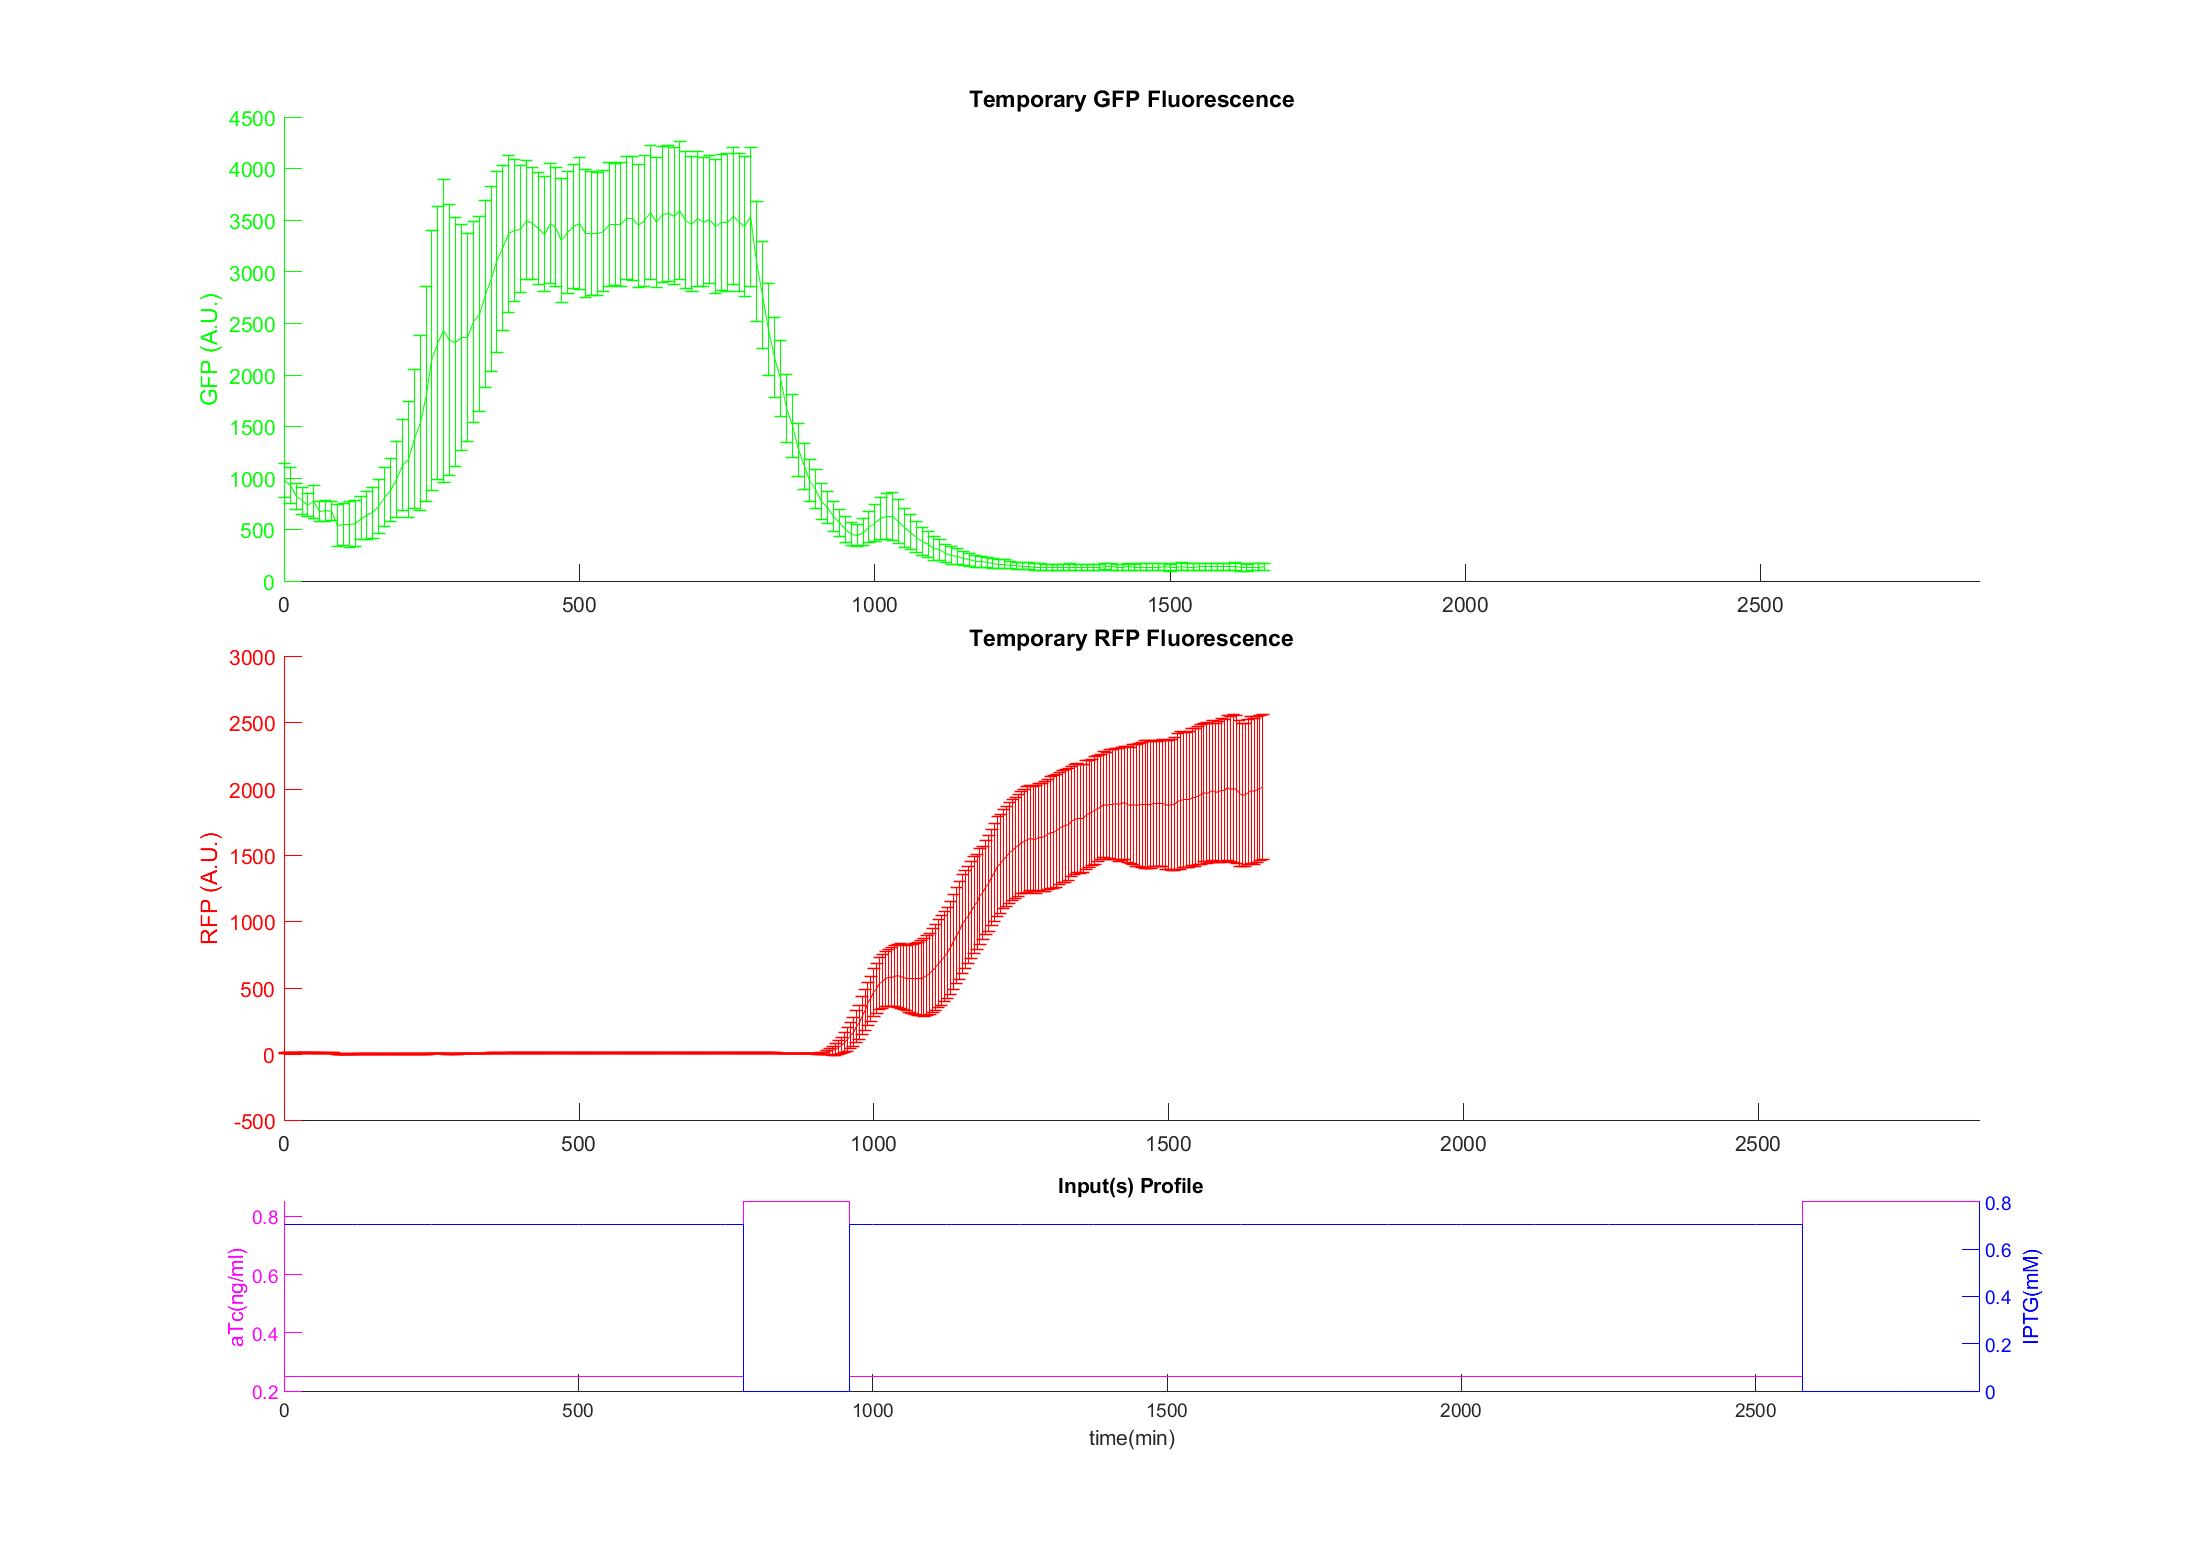 Temporary GFP Fluorescence
4500
4000
3500
3000
2500
2000
1500
1000
500
0
GFP (A.U.)
0 500 1000 1500 2000 2500
Temporary RFP Fluorescence
3000
2500
2000
1500
1000
500
0
-500
RFP (A.U.)
0 500 1000 1500 2000 2500
Input(s) Profile
0.8
0.6
0.4
0.2
aTc(ng/ml)
0.8
0.6
0.4
0.2
0
IPTG(mM)
0 500 1000 1500 2000 2500
time(min)